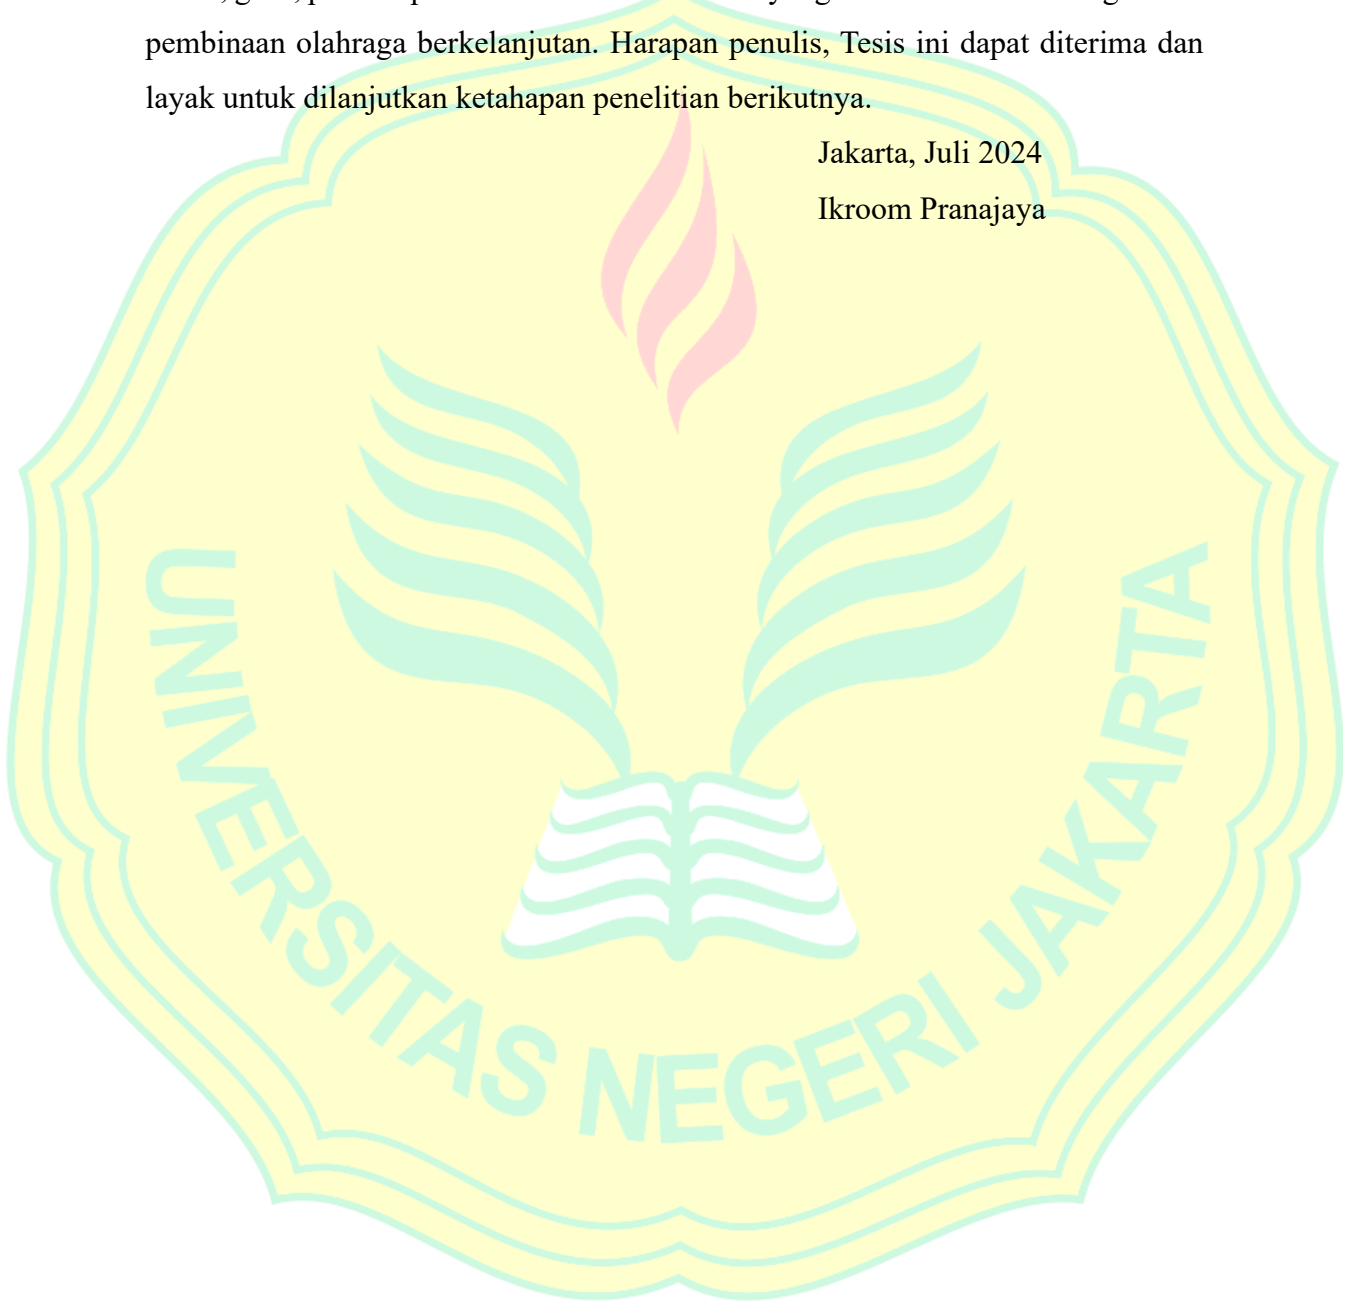 pembinaan olahraga berkelanjutan. Harapan penulis, Tesis ini dapat diterima dan
layak untuk dilanjutkan ketahapan penelitian berikutnya.
Jakarta, Juli 2024
Ikroom Pranajaya
UNIVERSITAS NEGERI JAKARTA